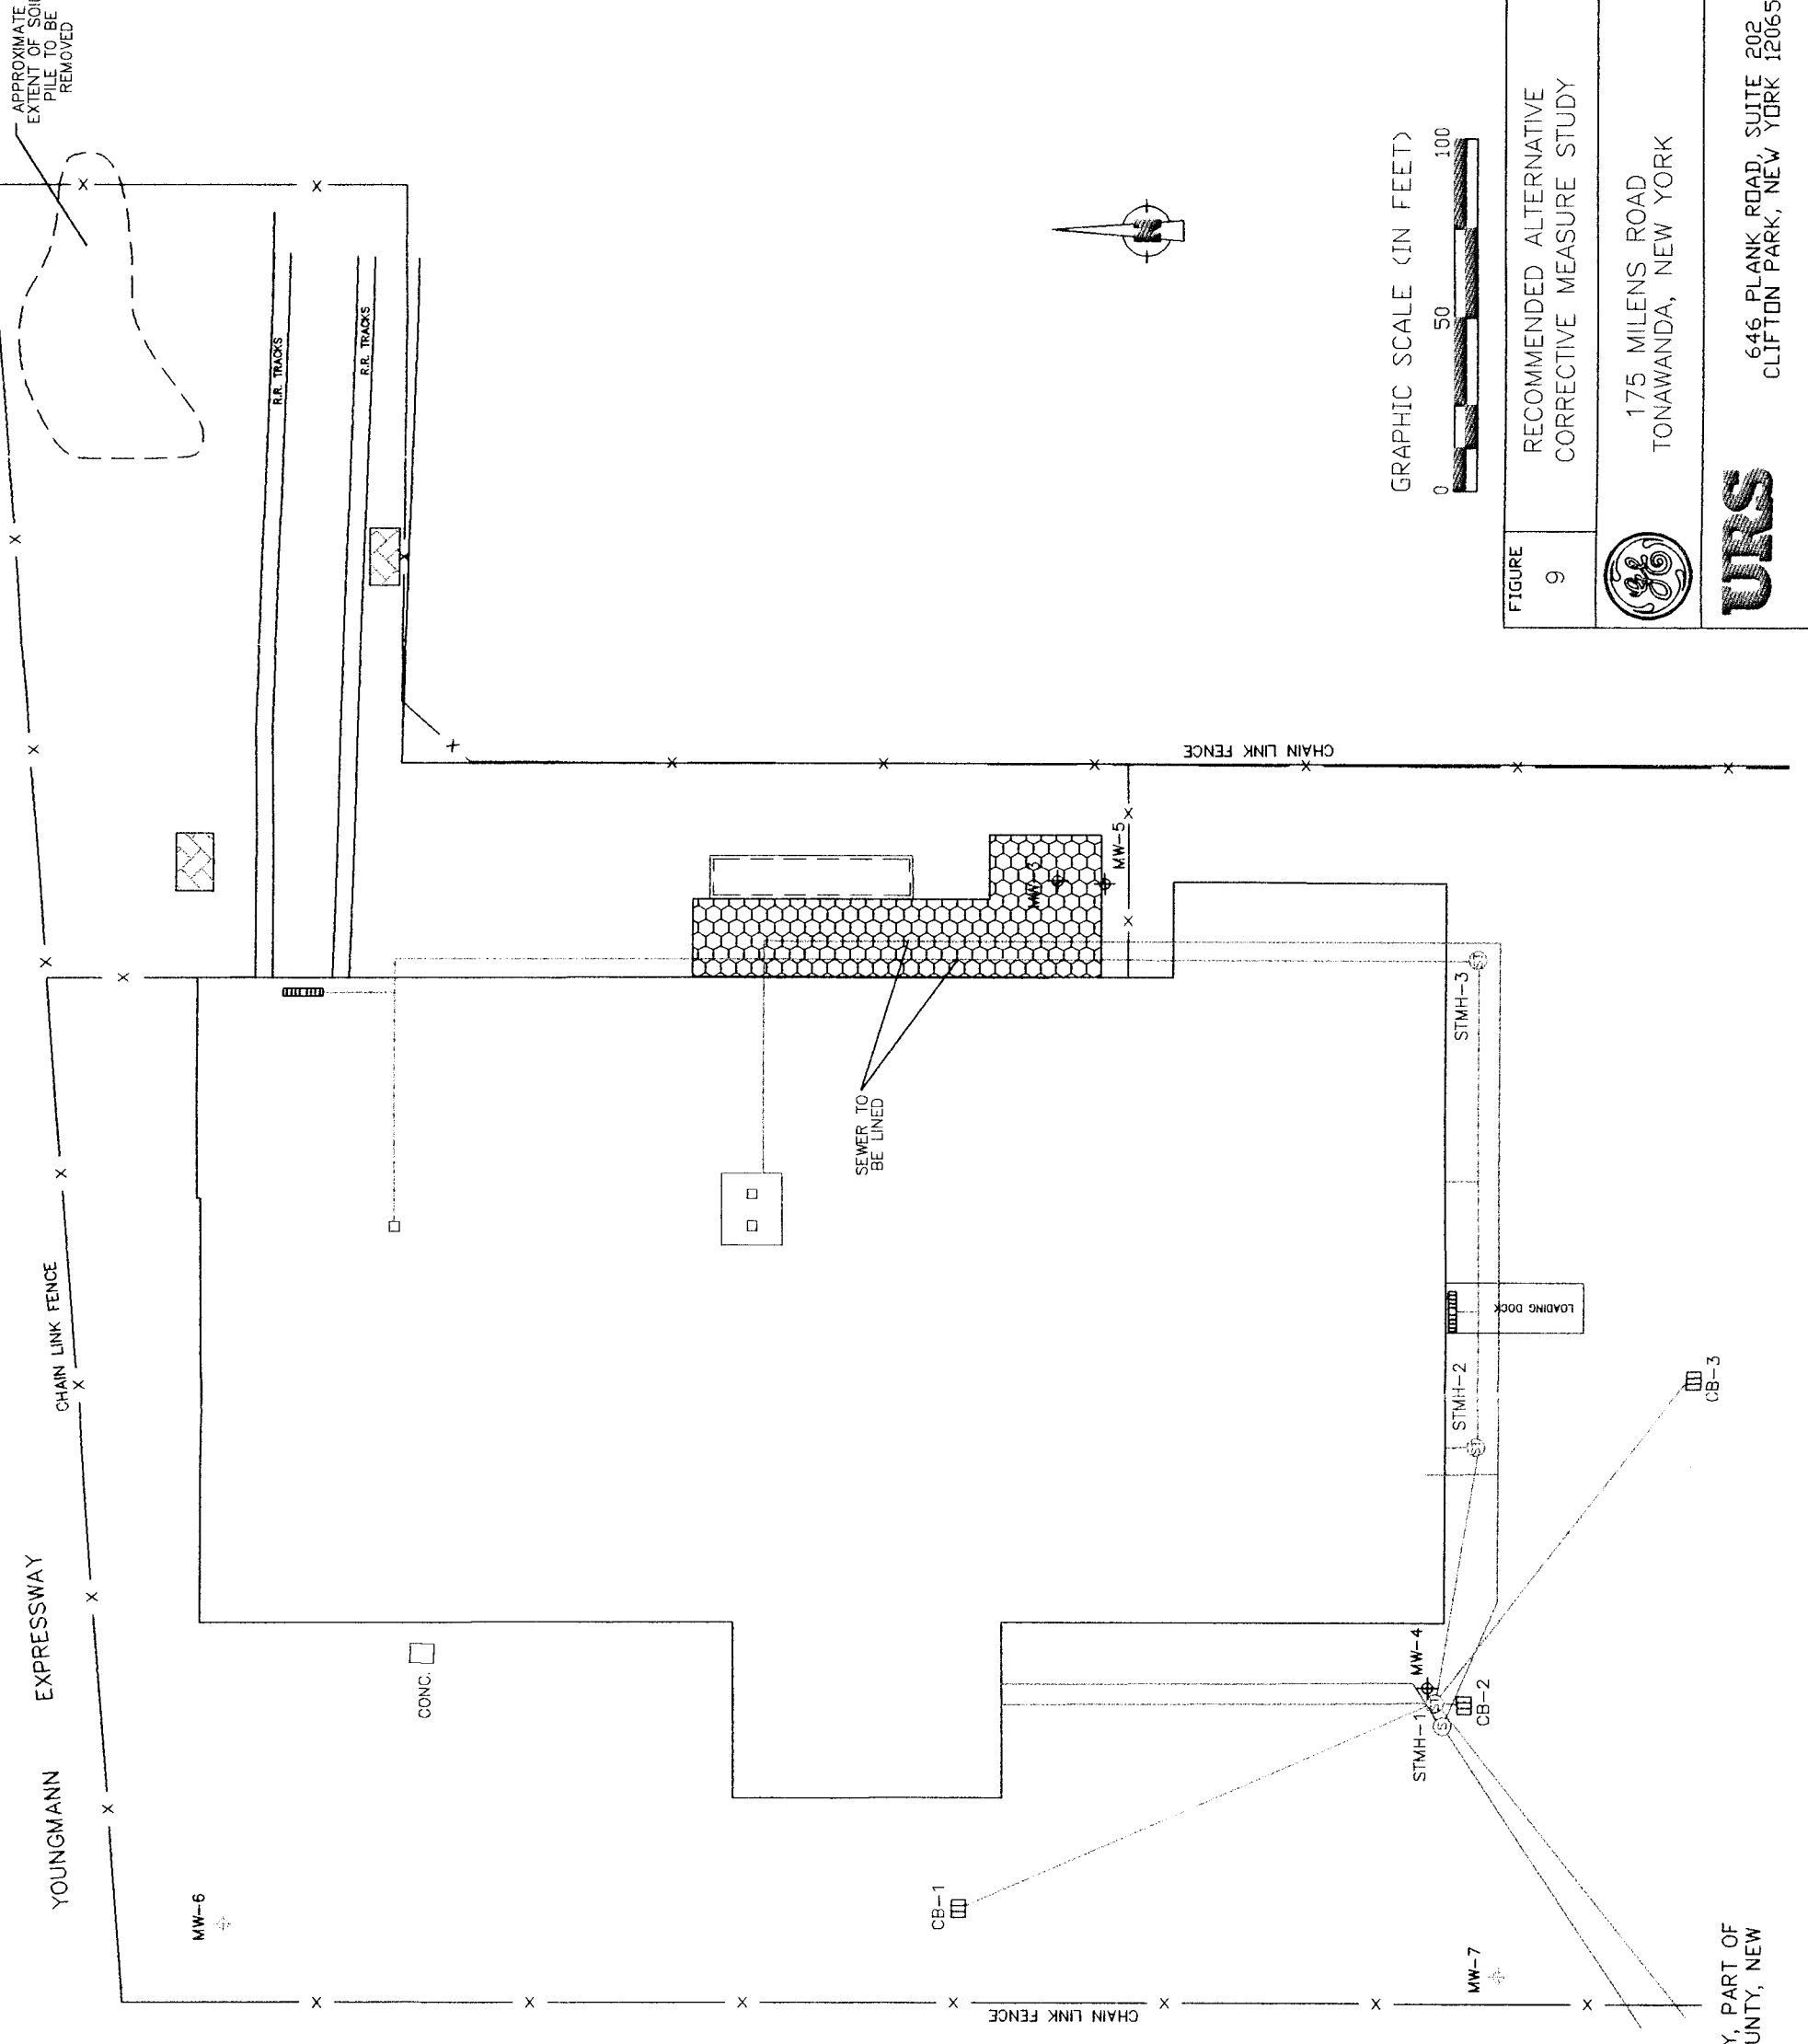 APPROXIMATE
EXTENT OF SOIL
PILE TO BE
REMOVED
R.R. TRACKS
R.R. TRACKS
YOUNGMANN EXPRESSWAY
CHAIN LINK FENCE
MW-6
CONC.
SEWER TO
BE LINED
MW-3
MW-5
CHAIN LINK FENCE
CB-1
STMH-1
ST
S
MW-4
CB-2
STMH-2
ST
LOADING DOCK
STMH-3
ST
CB-3
MW-7
CHAIN LINK FENCE
N
GRAPHIC SCALE (IN FEET)
0 50 100
FIGURE
9
RECOMMENDED ALTERNATIVE
CORRECTIVE MEASURE STUDY
GE
175 MILENS ROAD
TONAWANDA, NEW YORK
URS
646 PLANK ROAD, SUITE 202
CLIFTON PARK, NEW YORK 12065
Y, PART OF
UNTY, NEW